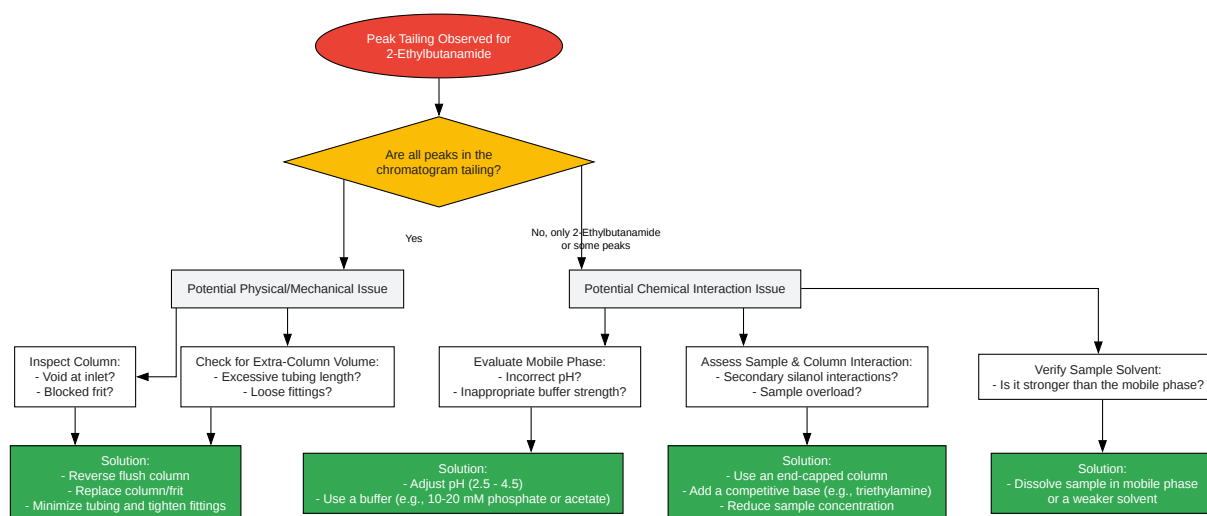 Peak Tailing Observed for
2-Ethylbutanamide
Are all peaks in the
chromatogram tailing?
Yes
No, only 2-Ethylbutanamide
or some peaks
Potential Physical/Mechanical Issue
Potential Chemical Interaction Issue
Inspect Column:
- Void at inlet?
- Blocked frit?
Check for Extra-Column Volume:
- Excessive tubing length?
- Loose fittings?
Evaluate Mobile Phase:
- Incorrect pH?
- Inappropriate buffer strength?
Assess Sample & Column Interaction:
- Secondary silanol interactions?
- Sample overload?
Verify Sample Solvent:
- Is it stronger than the mobile phase?
Solution:
- Reverse flush column
- Replace column/frit
- Minimize tubing and tighten fittings
Solution:
- Adjust pH (2.5 - 4.5)
- Use a buffer (e.g., 10-20 mM phosphate or acetate)
Solution:
- Use an end-capped column
- Add a competitive base (e.g., triethylamine)
- Reduce sample concentration
Solution:
- Dissolve sample in mobile phase
or a weaker solvent